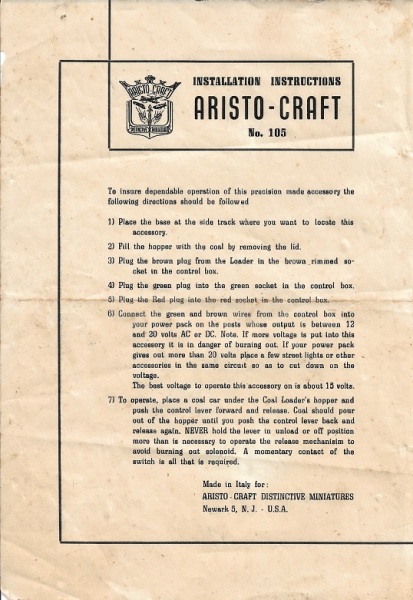 ARISTO-CRAFT
DISTINCTIVE MINIATURES
INSTALLATION INSTRUCTIONS
ARISTO-CRAFT
No. 105
To insure dependable operation of this precision made accessory the
following directions should be followed
1) Place the base at the side track where you want to locate this
accessory.
2) Fill the hopper with the coal by removing the lid.
3) Plug the brown plug from the Loader in the brown rimmed so-
cket in the control box.
4) Plug the green plug into the green socket in the control box.
5) Plug the Red plug into the red socket in the control box.
6) Connect the green and brown wires from the control box into
your power pack on the posts whose output is between 12
and 20 volts AC or DC. Note. If more voltage is put into this
accessory it is in danger of burning out. If your power pack
gives out more than 20 volts place a few street lights or other
accessories in the same circuit so as to cut down on the
voltage.
The best voltage to operate this accessory on is about 15 volts.
7) To operate, place a coal car under the Coal Loader's hopper and
push the control lever forward and release. Coal should pour
out of the hopper until you push the control lever back and
release again. NEVER hold the lever in unload or off position
more than is necessary to operate the release mechanisim to
avoid burning out solonoid. A momentary contact of the
switch is all that is required.
Made in Italy for:
ARISTO-CRAFT DISTINCTIVE MINIATURES
Newark 5, N. J. - U.S.A.